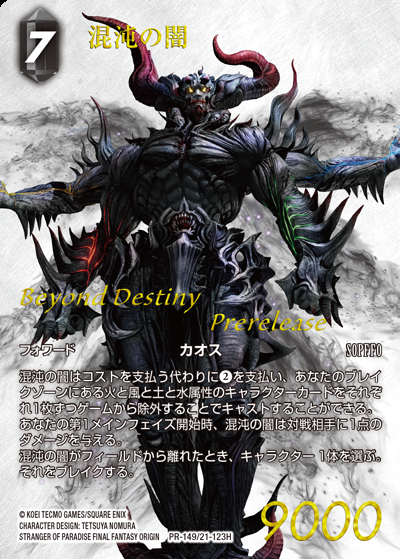 7
混沌の闇
Beyond Destiny
Prerelease
フォワード
カオス
SOPFFO
混沌の闇はコストを支払う代わりに❷を支払い、あなたのブレイ
クゾーンにある火と風と土と水属性のキャラクターカードをそれぞ
れ1枚ずつゲームから除外することでキャストすることができる。
あなたの第1メインフェイズ開始時、混沌の闇は対戦相手に1点の
ダメージを与える。
混沌の闇がフィールドから離れたとき、キャラクター 1体を選ぶ。
それをブレイクする。
© KOEI TECMO GAMES/SQUARE ENIX
CHARACTER DESIGN: TETSUYA NOMURA
STRANGER OF PARADISE FINAL FANTASY ORIGIN
PR-149/21-123H
9000